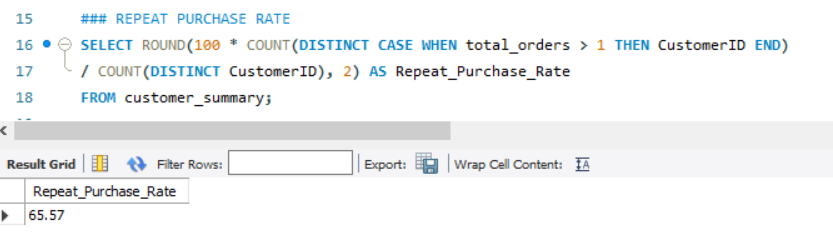 15 ### REPEAT PURCHASE RATE
16 SELECT ROUND(100 * COUNT(DISTINCT CASE WHEN total_orders > 1 THEN CustomerID END)
17 / COUNT(DISTINCT CustomerID), 2) AS Repeat_Purchase_Rate
18 FROM customer_summary;
Result Grid Filter Rows: Export: Wrap Cell Content: IA
Repeat_Purchase_Rate
65.57